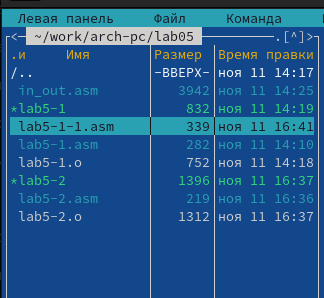 Левая панель Файл Команда
<— ~/work/arch-pc/lab05 .[^]>
.и Имя Размер Время правки
/.. -ВВЕРХ- ноя 11 14:17
in_out.asm 3942 ноя 11 14:25
*lab5-1 832 ноя 11 14:19
lab5-1-1.asm 339 ноя 11 16:41
lab5-1.asm 282 ноя 11 14:10
lab5-1.o 752 ноя 11 14:18
*lab5-2 1396 ноя 11 16:37
lab5-2.asm 219 ноя 11 16:36
lab5-2.o 1312 ноя 11 16:37